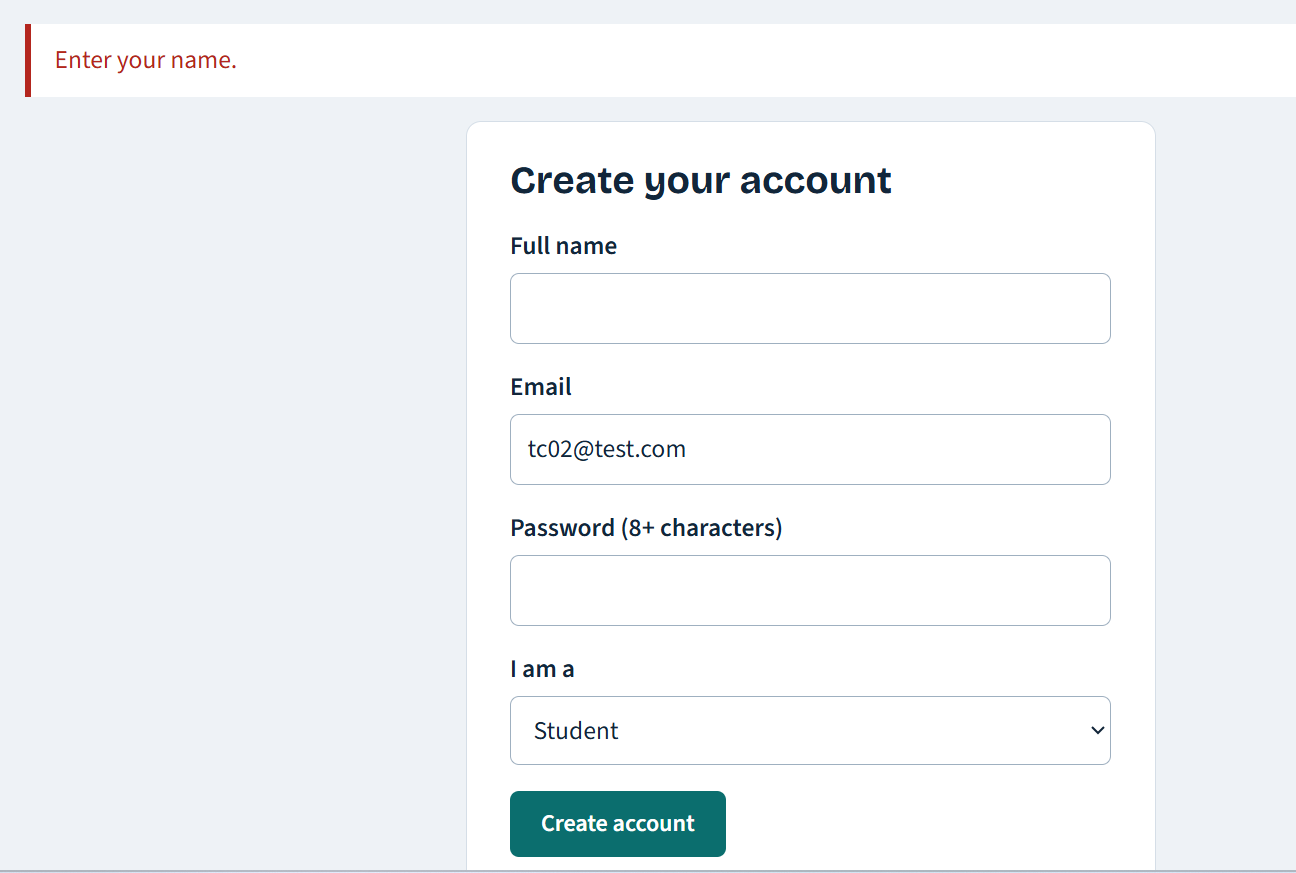 Enter your name.
Create your account
Full name
Email
tc02@test.com
Password (8+ characters)
I am a
Student
Create account